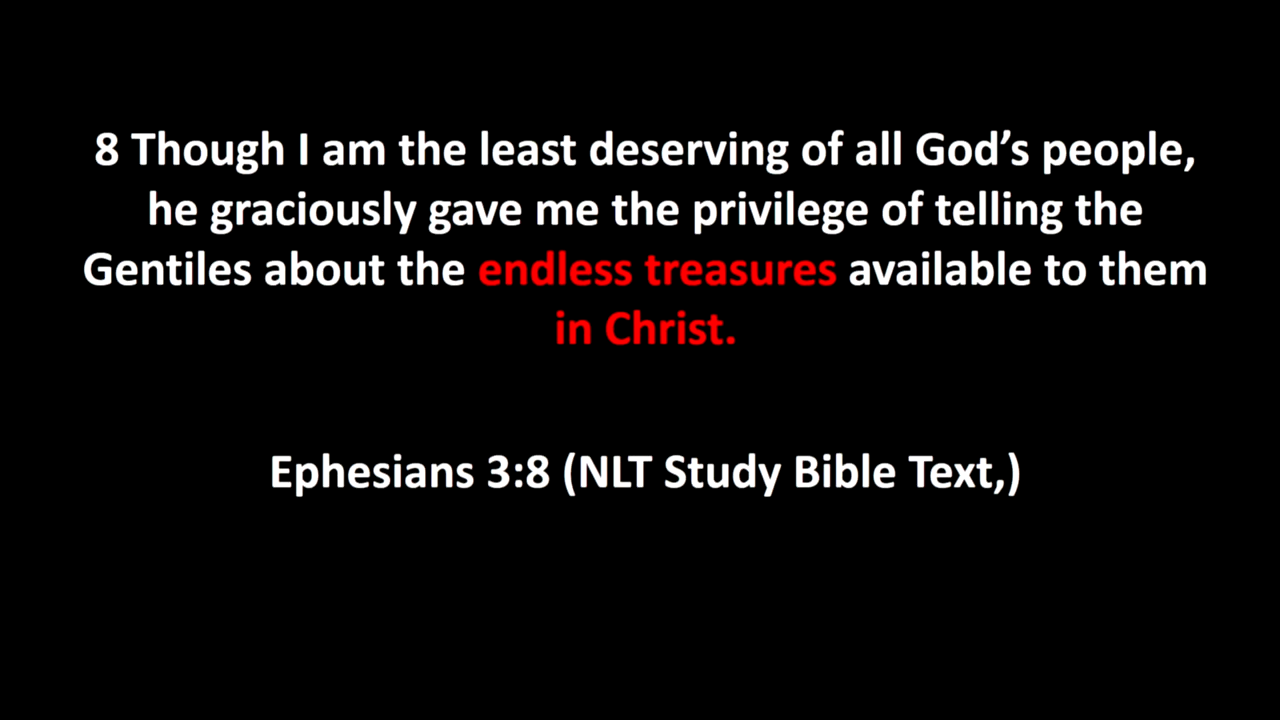 8 Though I am the least deserving of all God’s people,
he graciously gave me the privilege of telling the
Gentiles about the endless treasures available to them
in Christ.
Ephesians 3:8 (NLT Study Bible Text,)